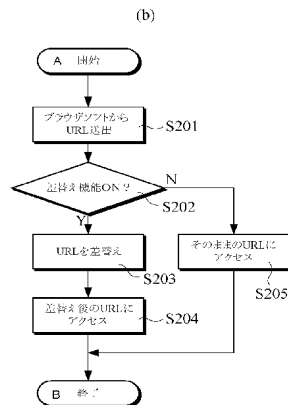 (b)
A 開始
ブラウザソフトから
URL送出
S201
差替え機能ON?
N
S202
Y
URLを差替え
そのままのURLに
アクセス
S203
S205
差替え後のURLに
アクセス
S204
B 終了